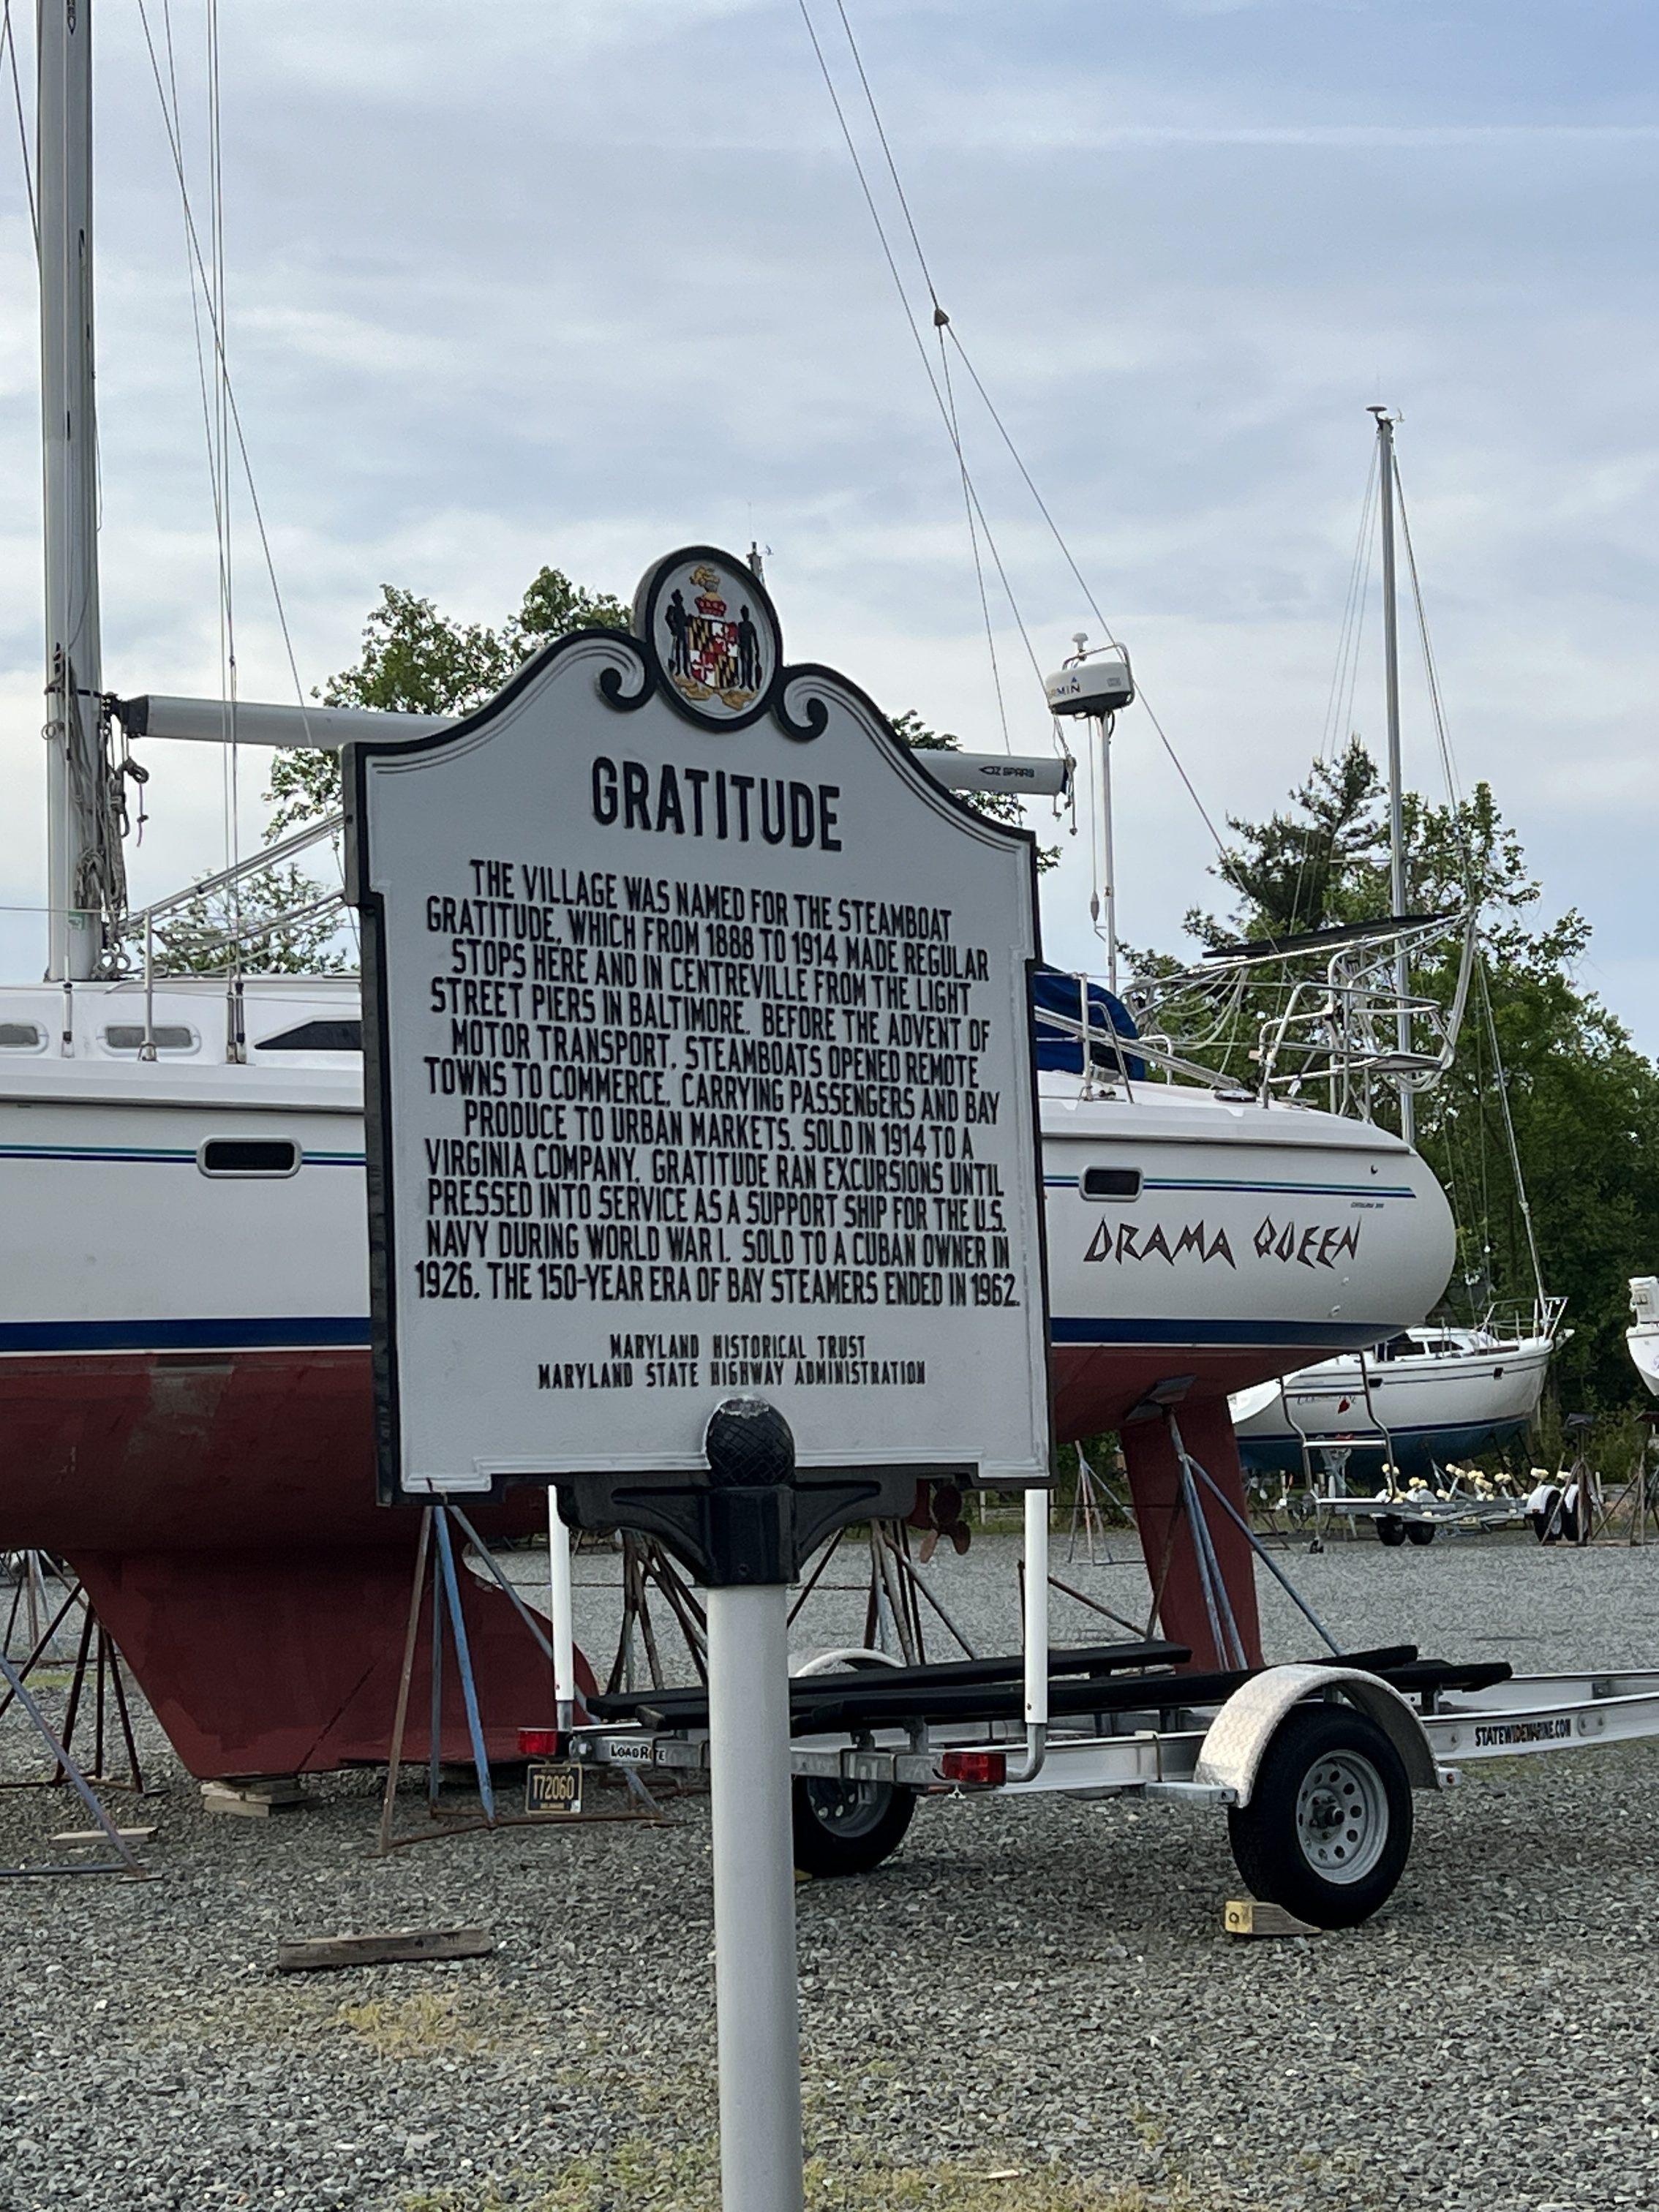 GRATITUDE
THE VILLAGE WAS NAMED FOR THE STEAMBOAT
GRATITUDE, WHICH FROM 1888 TO 1914 MADE REGULAR
STOPS HERE AND IN CENTREVILLE FROM THE LIGHT
STREET PIERS IN BALTIMORE. BEFORE THE ADVENT OF
MOTOR TRANSPORT, STEAMBOATS OPENED REMOTE
TOWNS TO COMMERCE, CARRYING PASSENGERS AND BAY
PRODUCE TO URBAN MARKETS. SOLD IN 1914 TO A
VIRGINIA COMPANY, GRATITUDE RAN EXCURSIONS UNTIL
PRESSED INTO SERVICE AS A SUPPORT SHIP FOR THE U.S.
NAVY DURING WORLD WAR I. SOLD TO A CUBAN OWNER IN
1926. THE 150-YEAR ERA OF BAY STEAMERS ENDED IN 1962.
MARYLAND HISTORICAL TRUST
MARYLAND STATE HIGHWAY ADMINISTRATION
Z SPARS
DRAMA QUEEN
LOADRITE
T72060
STATEWIDEMARINE.COM